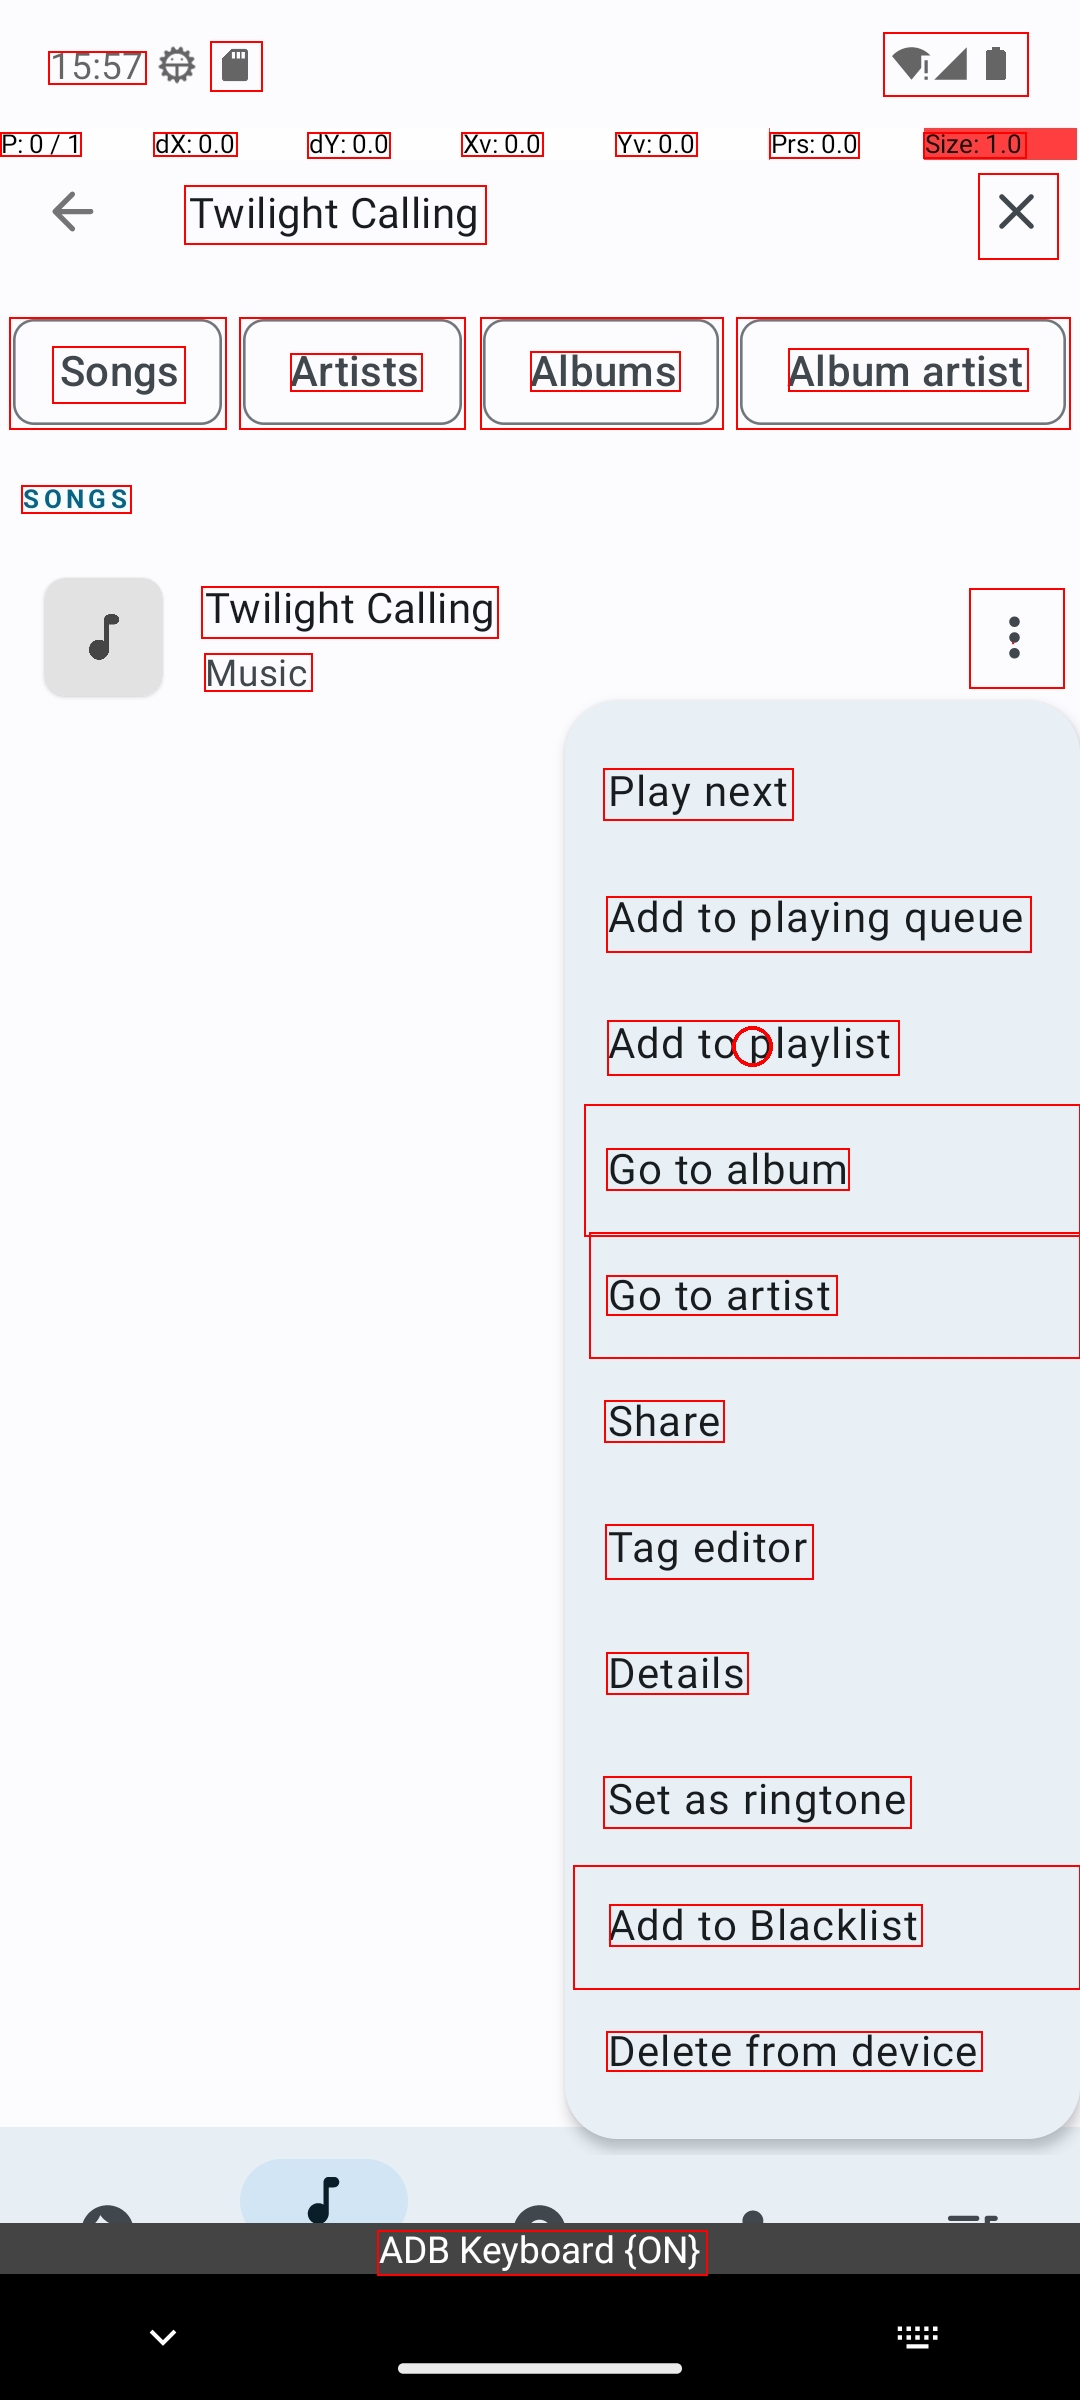 15:57
P: 0 / 1 dX: 0.0 dY: 0.0 Xv: 0.0 Yv: 0.0 Prs: 0.0 Size: 1.0
Twilight Calling
Songs Artists Albums Album artist
SONGS
Twilight Calling
Music
Play next
Add to playing queue
Add to playlist
Go to album
Go to artist
Share
Tag editor
Details
Set as ringtone
Add to Blacklist
Delete from device
ADB Keyboard {ON}